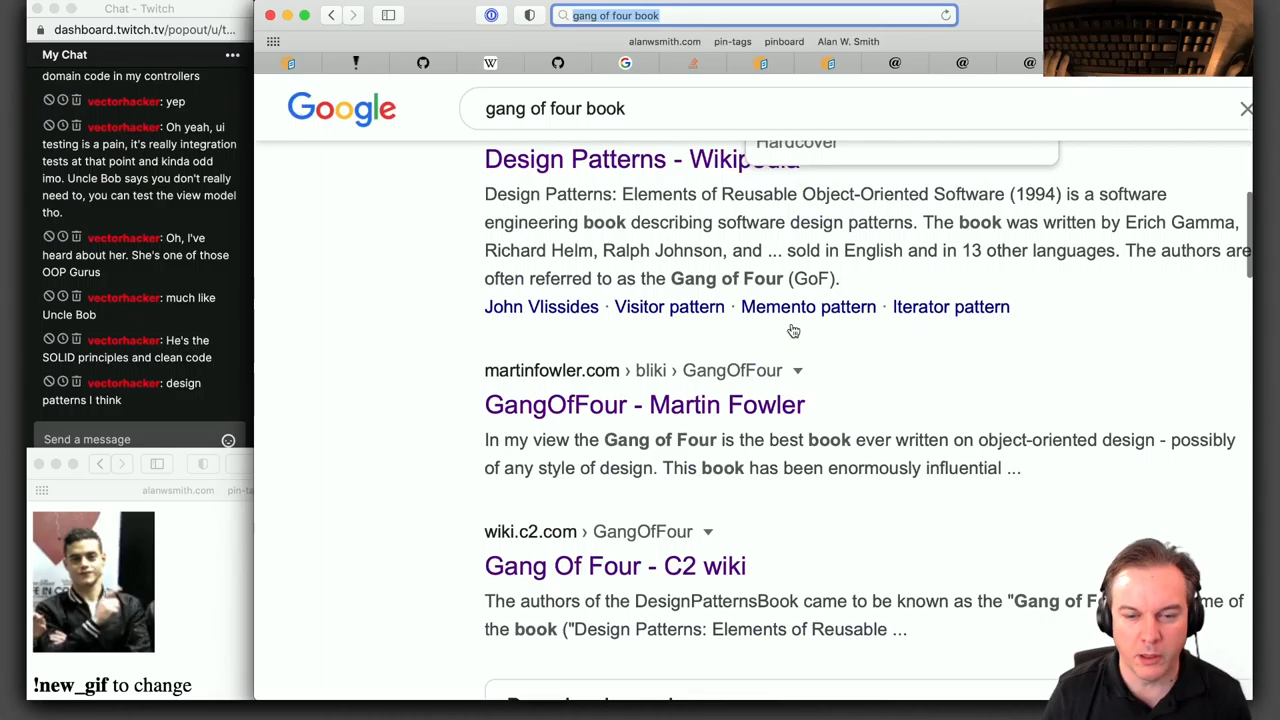 Chat - Twitch
dashboard.twitch.tv/popout/u/t...
My Chat
domain code in my controllers
vectorhacker: yep
vectorhacker: Oh yeah, ui
testing is a pain, it's really integration
tests at that point and kinda odd
imo. Uncle Bob says you don't really
need to, you can test the view model
tho.
vectorhacker: Oh, I've
heard about her. She's one of those
OOP Gurus
vectorhacker: much like
Uncle Bob
vectorhacker: He's the
SOLID principles and clean code
vectorhacker: design
patterns I think
Send a message
alanwsmith.com pin-ta
!new_gif to change
gang of four book
alanwsmith.com pin-tags pinboard Alan W. Smith
Google
gang of four book
Hardcover
Design Patterns - Wikipedia
Design Patterns: Elements of Reusable Object-Oriented Software (1994) is a software
engineering book describing software design patterns. The book was written by Erich Gamma,
Richard Helm, Ralph Johnson, and ... sold in English and in 13 other languages. The authors are
often referred to as the Gang of Four (GoF).
John Vlissides · Visitor pattern · Memento pattern · Iterator pattern
martinfowler.com › bliki › GangOfFour
GangOfFour - Martin Fowler
In my view the Gang of Four is the best book ever written on object-oriented design - possibly
of any style of design. This book has been enormously influential ...
wiki.c2.com › GangOfFour
Gang Of Four - C2 wiki
The authors of the DesignPatternsBook came to be known as the "Gang of F me of
the book ("Design Patterns: Elements of Reusable ...